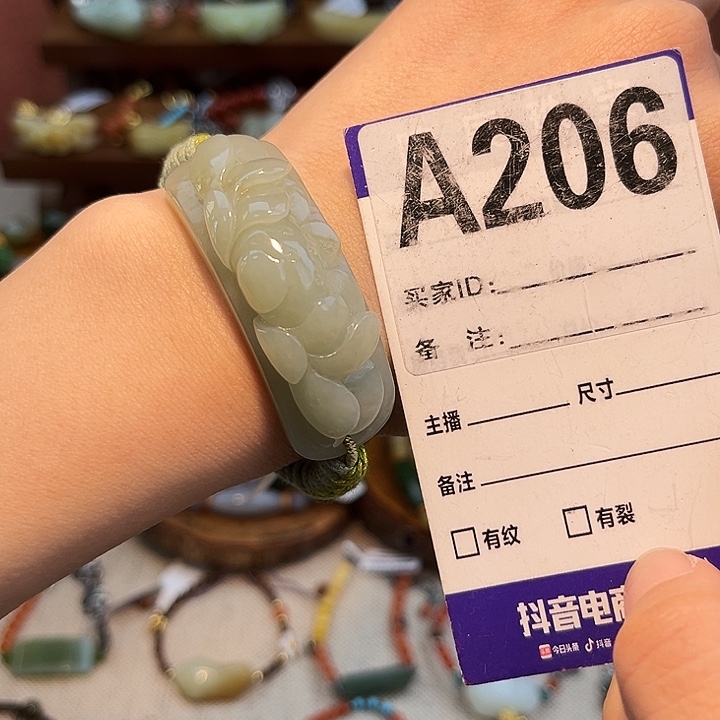 A206
买家ID:
备 注:
主播 尺寸
备注
有纹 有裂
抖音电商
今日头条 抖音